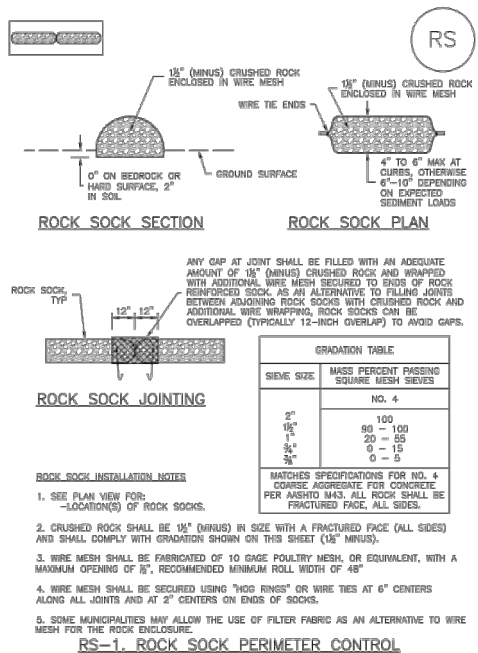 RS
1½" (MINUS) CRUSHED ROCK
ENCLOSED IN WIRE MESH
1½" (MINUS) CRUSHED ROCK
ENCLOSED IN WIRE MESH
WIRE TIE ENDS
0" ON BEDROCK OR
HARD SURFACE, 2"
IN SOIL
GROUND SURFACE
4" TO 6" MAX AT
CURBS, OTHERWISE
6"-10" DEPENDING
ON EXPECTED
SEDIMENT LOADS
ROCK SOCK SECTION
ROCK SOCK PLAN
ANY GAP AT JOINT SHALL BE FILLED WITH AN ADEQUATE
AMOUNT OF 1½" (MINUS) CRUSHED ROCK AND WRAPPED
WITH ADDITIONAL WIRE MESH SECURED TO ENDS OF ROCK
REINFORCED SOCK. AS AN ALTERNATIVE TO FILLING JOINTS
BETWEEN ADJOINING ROCK SOCKS WITH CRUSHED ROCK AND
ADDITIONAL WIRE WRAPPING, ROCK SOCKS CAN BE
OVERLAPPED (TYPICALLY 12-INCH OVERLAP) TO AVOID GAPS.
ROCK SOCK,
TYP
12" 12"
ROCK SOCK JOINTING
GRADATION TABLE
SIEVE SIZE
MASS PERCENT PASSING
SQUARE MESH SIEVES
NO. 4
2" 100
1½" 90 - 100
1" 20 - 55
¾" 0 - 15
⅜" 0 - 5
MATCHES SPECIFICATIONS FOR NO. 4
COARSE AGGREGATE FOR CONCRETE
PER AASHTO M43. ALL ROCK SHALL BE
FRACTURED FACE, ALL SIDES.
ROCK SOCK INSTALLATION NOTES
1. SEE PLAN VIEW FOR:
-LOCATION(S) OF ROCK SOCKS.
2. CRUSHED ROCK SHALL BE 1½" (MINUS) IN SIZE WITH A FRACTURED FACE (ALL SIDES)
AND SHALL COMPLY WITH GRADATION SHOWN ON THIS SHEET (1½" MINUS).
3. WIRE MESH SHALL BE FABRICATED OF 10 GAGE POULTRY MESH, OR EQUIVALENT, WITH A
MAXIMUM OPENING OF ½", RECOMMENDED MINIMUM ROLL WIDTH OF 48"
4. WIRE MESH SHALL BE SECURED USING "HOG RINGS" OR WIRE TIES AT 6" CENTERS
ALONG ALL JOINTS AND AT 2" CENTERS ON ENDS OF SOCKS.
5. SOME MUNICIPALITIES MAY ALLOW THE USE OF FILTER FABRIC AS AN ALTERNATIVE TO WIRE
MESH FOR THE ROCK ENCLOSURE.
RS-1. ROCK SOCK PERIMETER CONTROL